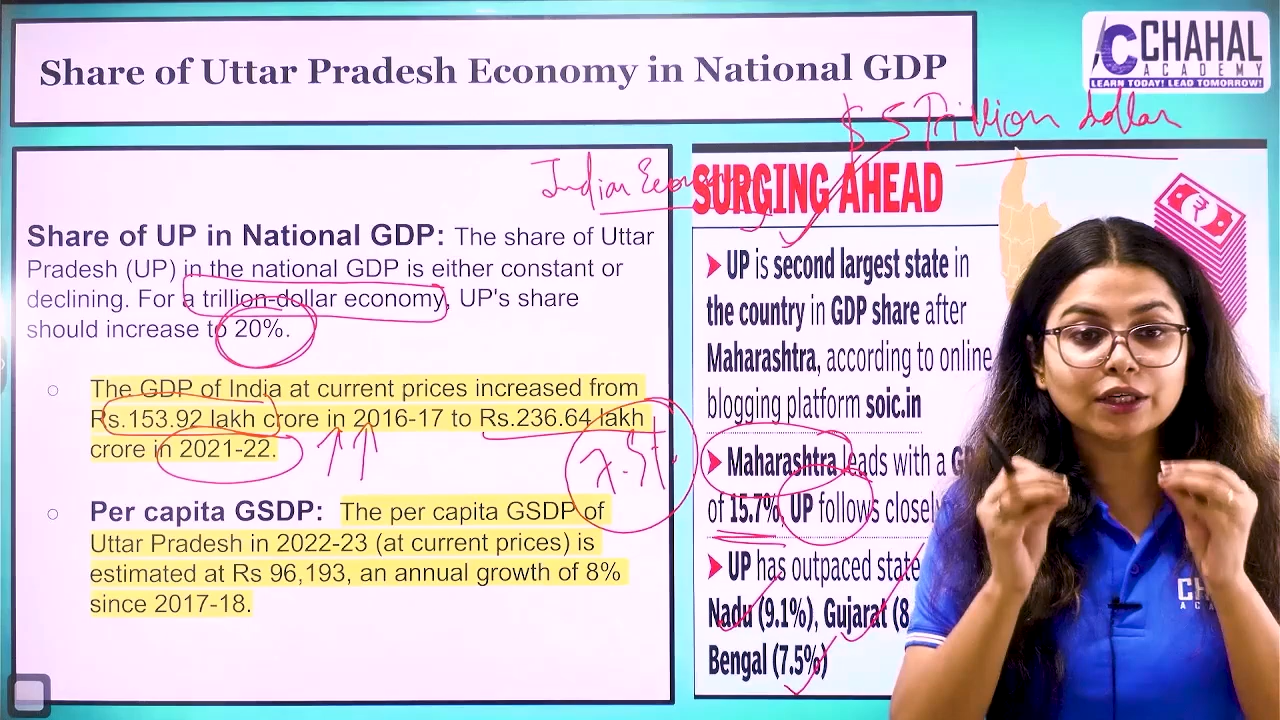 Share of Uttar Pradesh Economy in National GDP
CHAHAL
ACADEMY
LEARN TODAY! LEAD TOMORROW!
$ 5 Trillion dollar
Indian Econo
Share of UP in National GDP: The share of Uttar
Pradesh (UP) in the national GDP is either constant or
declining. For a trillion-dollar economy, UP's share
should increase to 20%.
○ The GDP of India at current prices increased from
Rs.153.92 lakh crore in 2016-17 to Rs.236.64 lakh
crore in 2021-22.
○ Per capita GSDP: The per capita GSDP of
Uttar Pradesh in 2022-23 (at current prices) is
estimated at Rs 96,193, an annual growth of 8%
since 2017-18.
SURGING AHEAD
₹
UP is second largest state in
the country in GDP share after
Maharashtra, according to online
blogging platform soic.in
Maharashtra leads with a
of 15.7%, UP follows closely
UP has outpaced state
Nadu (9.1%), Gujarat (8
Bengal (7.5%)